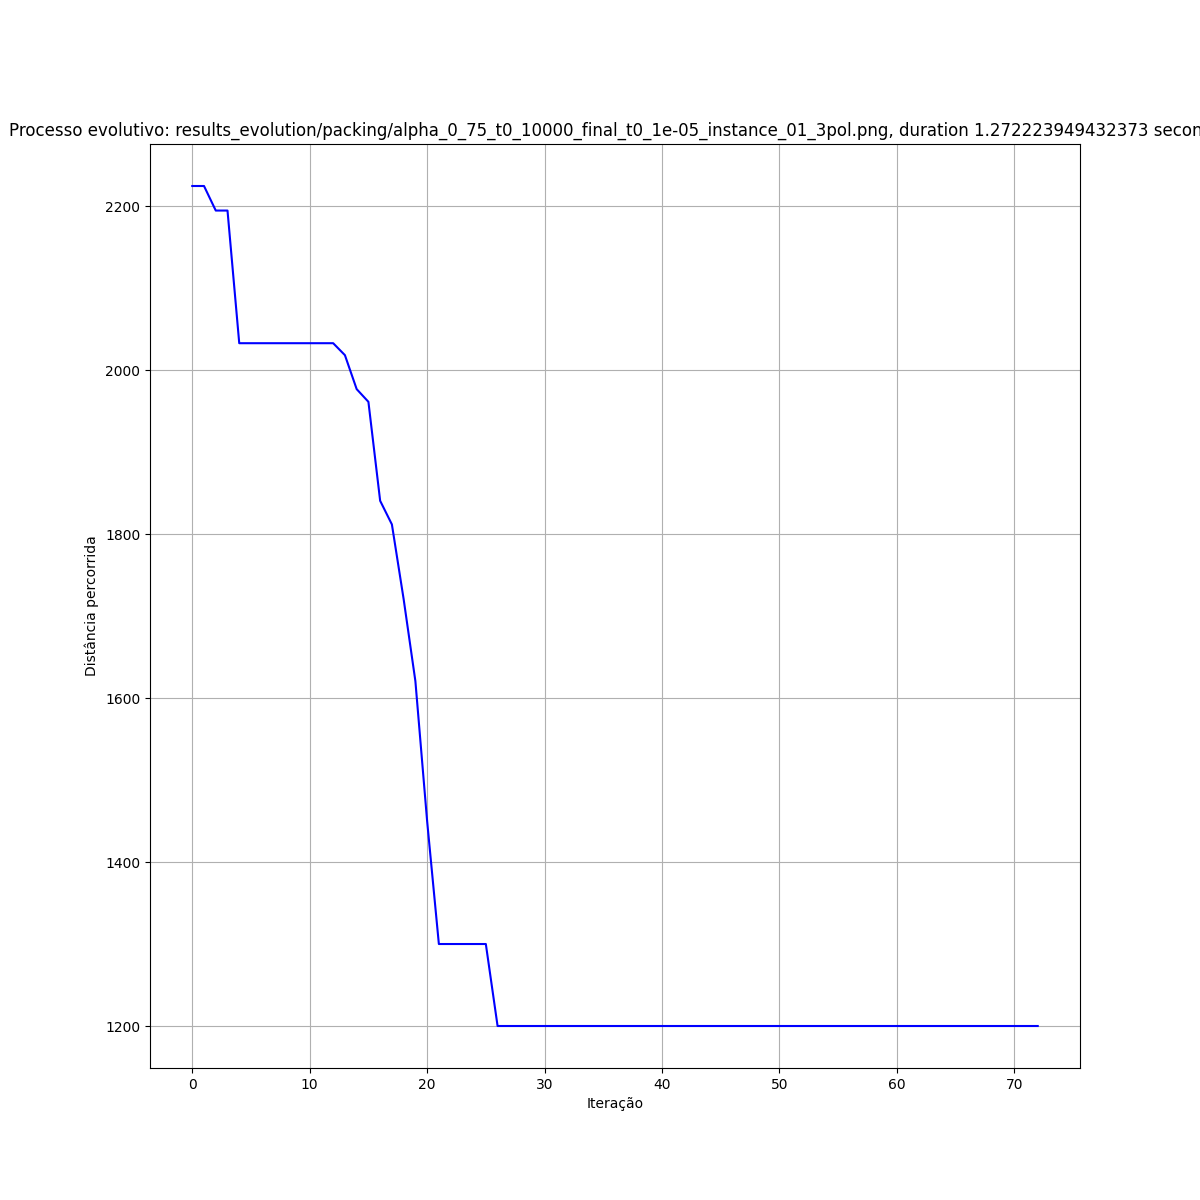 Processo evolutivo: results_evolution/packing/alpha_0_75_t0_10000_final_t0_1e-05_instance_01_3pol.png, duration 1.272223949432373 secon
2200
2000
1800
1600
1400
1200
Distância percorrida
0 10 20 30 40 50 60 70
Iteração